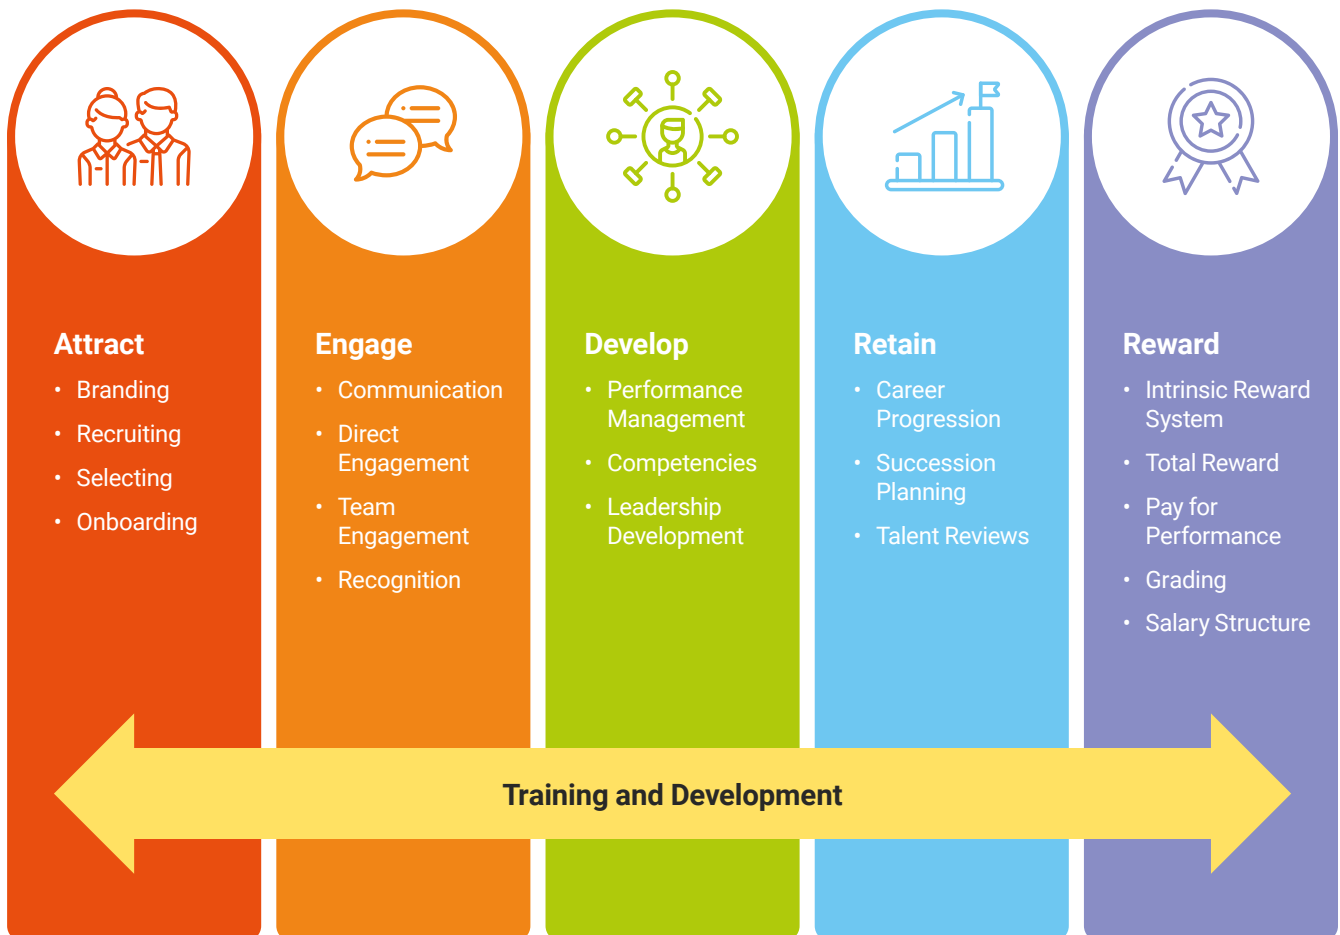 Attract
• Branding
• Recruiting
• Selecting
• Onboarding
Engage
• Communication
• Direct
Engagement
• Team
Engagement
• Recognition
Develop
• Performance
Management
• Competencies
• Leadership
Development
Retain
• Career
Progression
• Succession
Planning
• Talent Reviews
Reward
• Intrinsic Reward
System
• Total Reward
• Pay for
Performance
• Grading
• Salary Structure
Training and Development